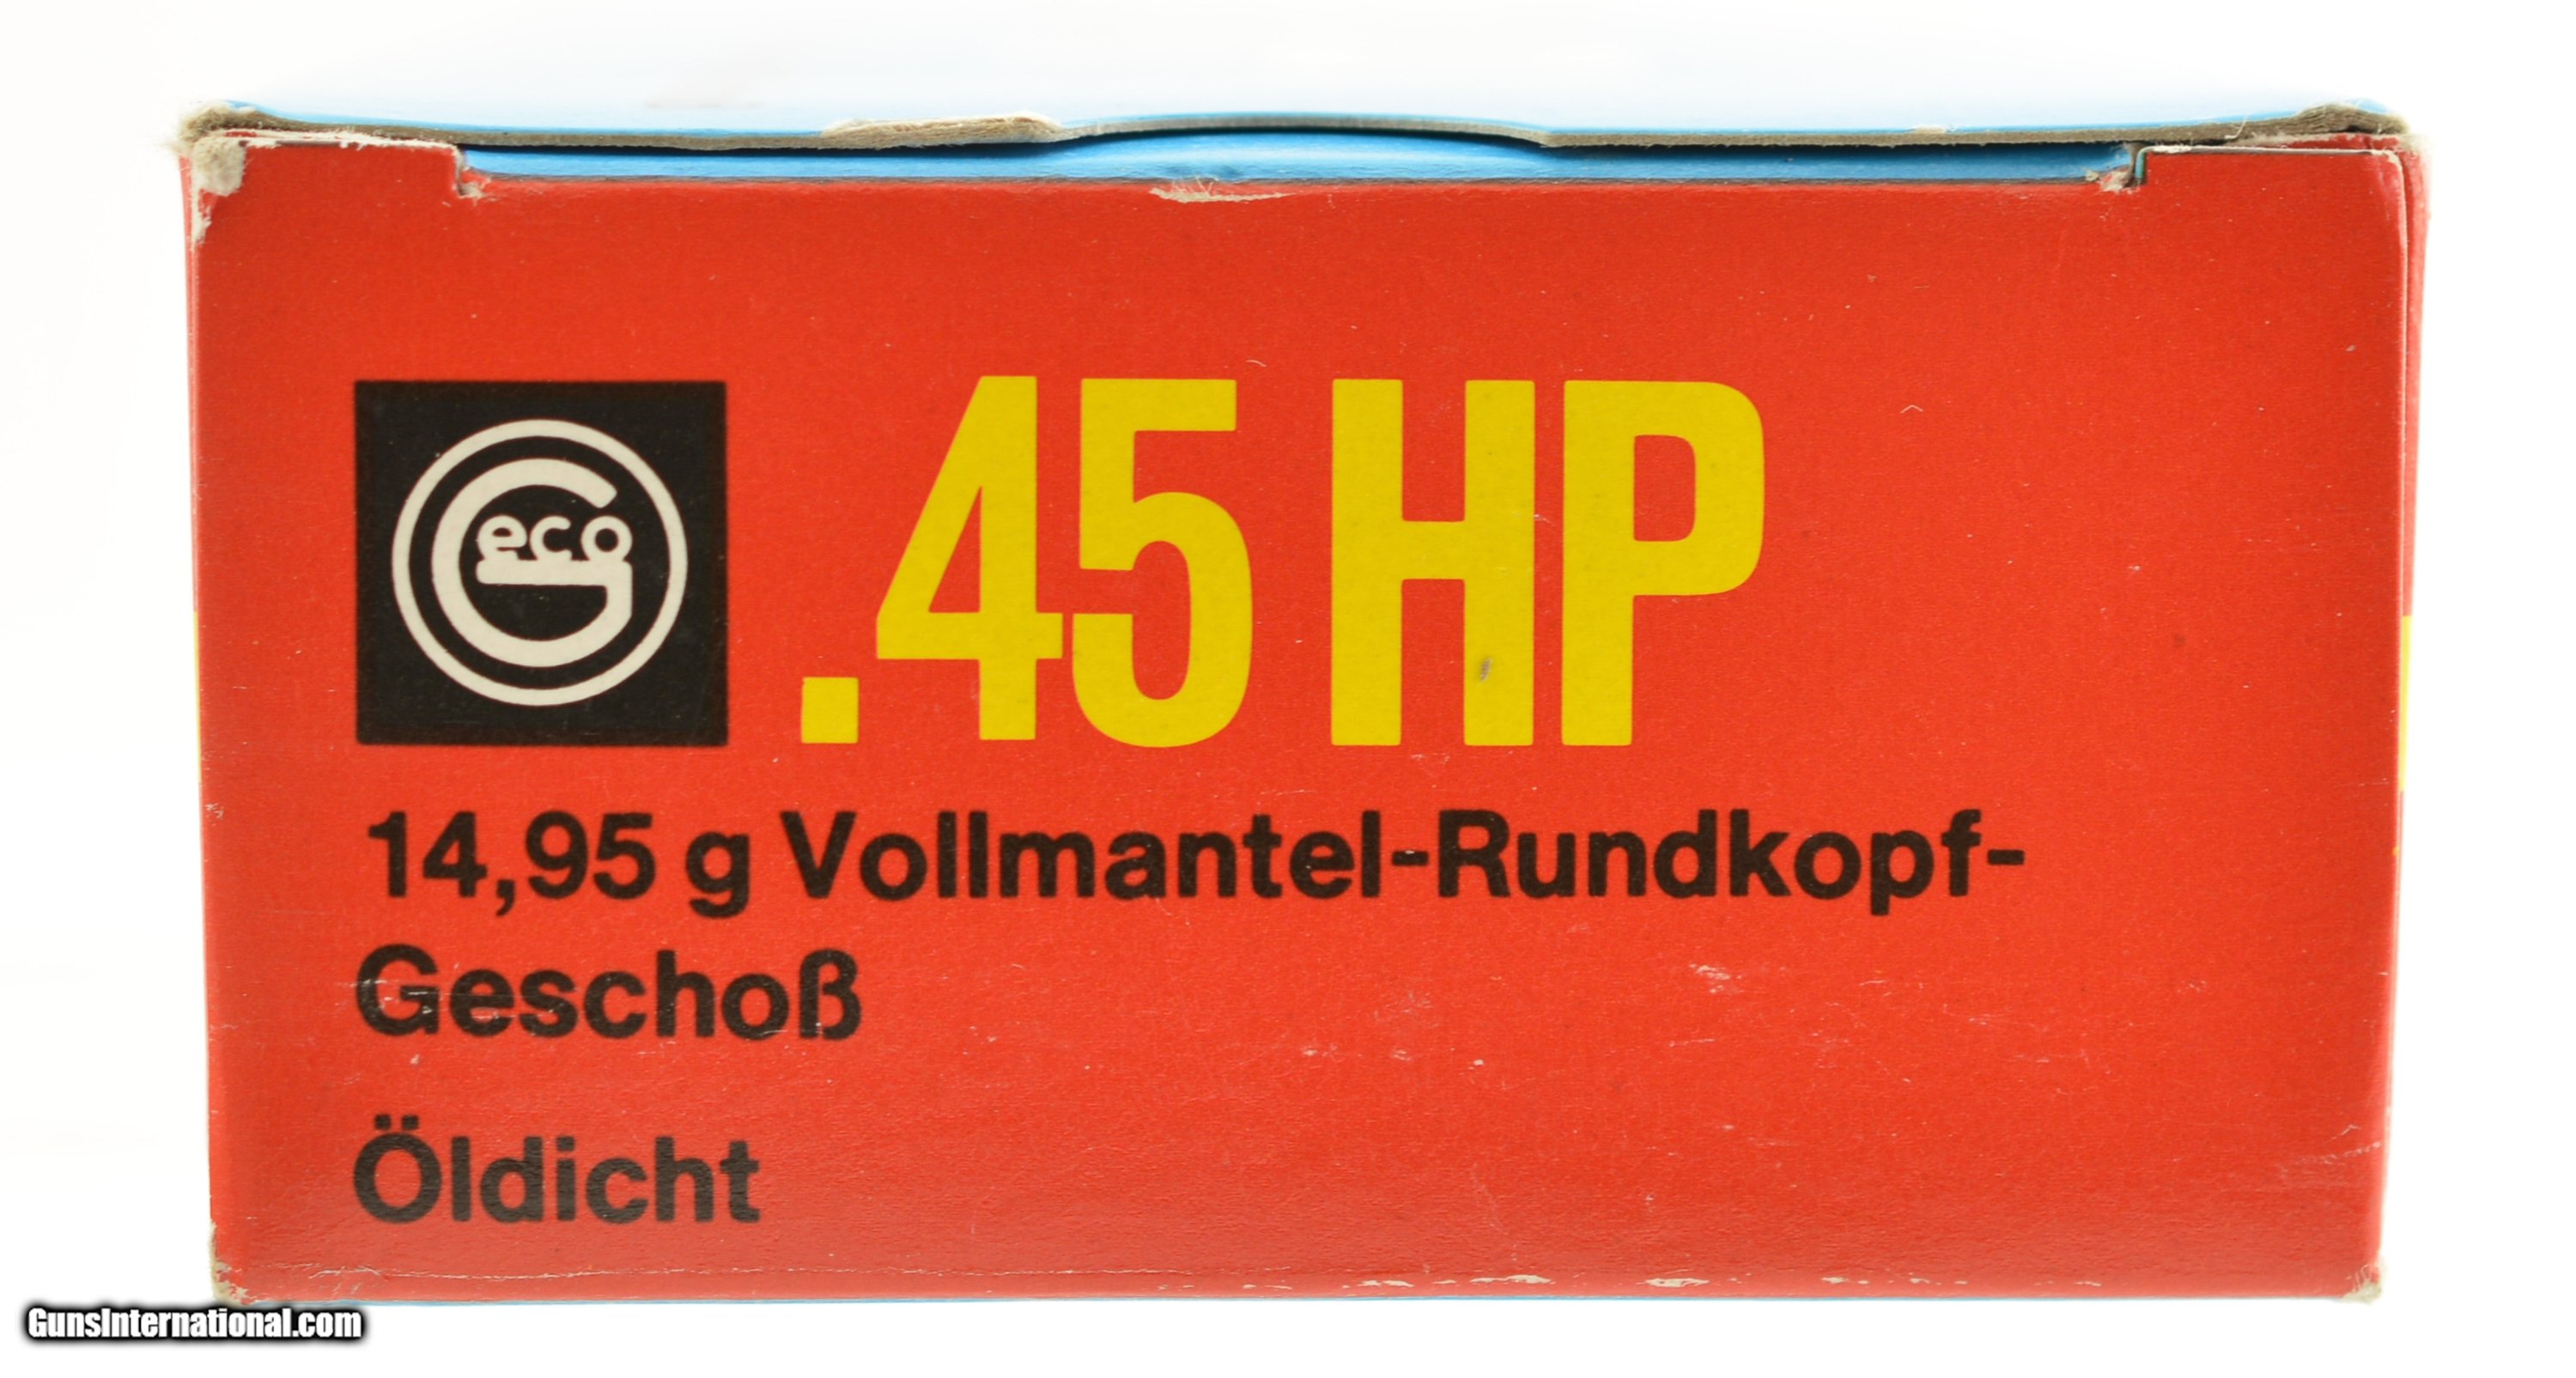 Geco
.45 HP
14,95 g Vollmantel-Rundkopf-
Geschoß
Öldicht
GunsInternational.com